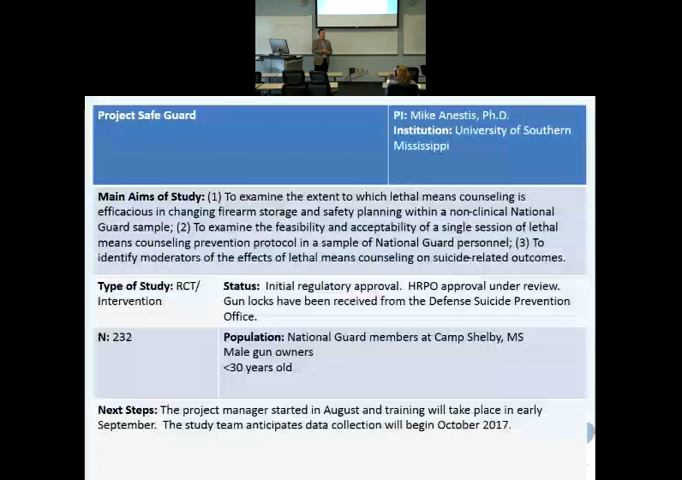 Project Safe Guard
PI: Mike Anestis, Ph.D.
Institution: University of Southern
Mississippi
Main Aims of Study: (1) To examine the extent to which lethal means counseling is
efficacious in changing firearm storage and safety planning within a non-clinical National
Guard sample; (2) To examine the feasibility and acceptability of a single session of lethal
means counseling prevention protocol in a sample of National Guard personnel; (3) To
identify moderators of the effects of lethal means counseling on suicide-related outcomes.
Type of Study: RCT/
Intervention
Status: Initial regulatory approval. HRPO approval under review.
Gun locks have been received from the Defense Suicide Prevention
Office.
N: 232
Population: National Guard members at Camp Shelby, MS
Male gun owners
<30 years old
Next Steps: The project manager started in August and training will take place in early
September. The study team anticipates data collection will begin October 2017.